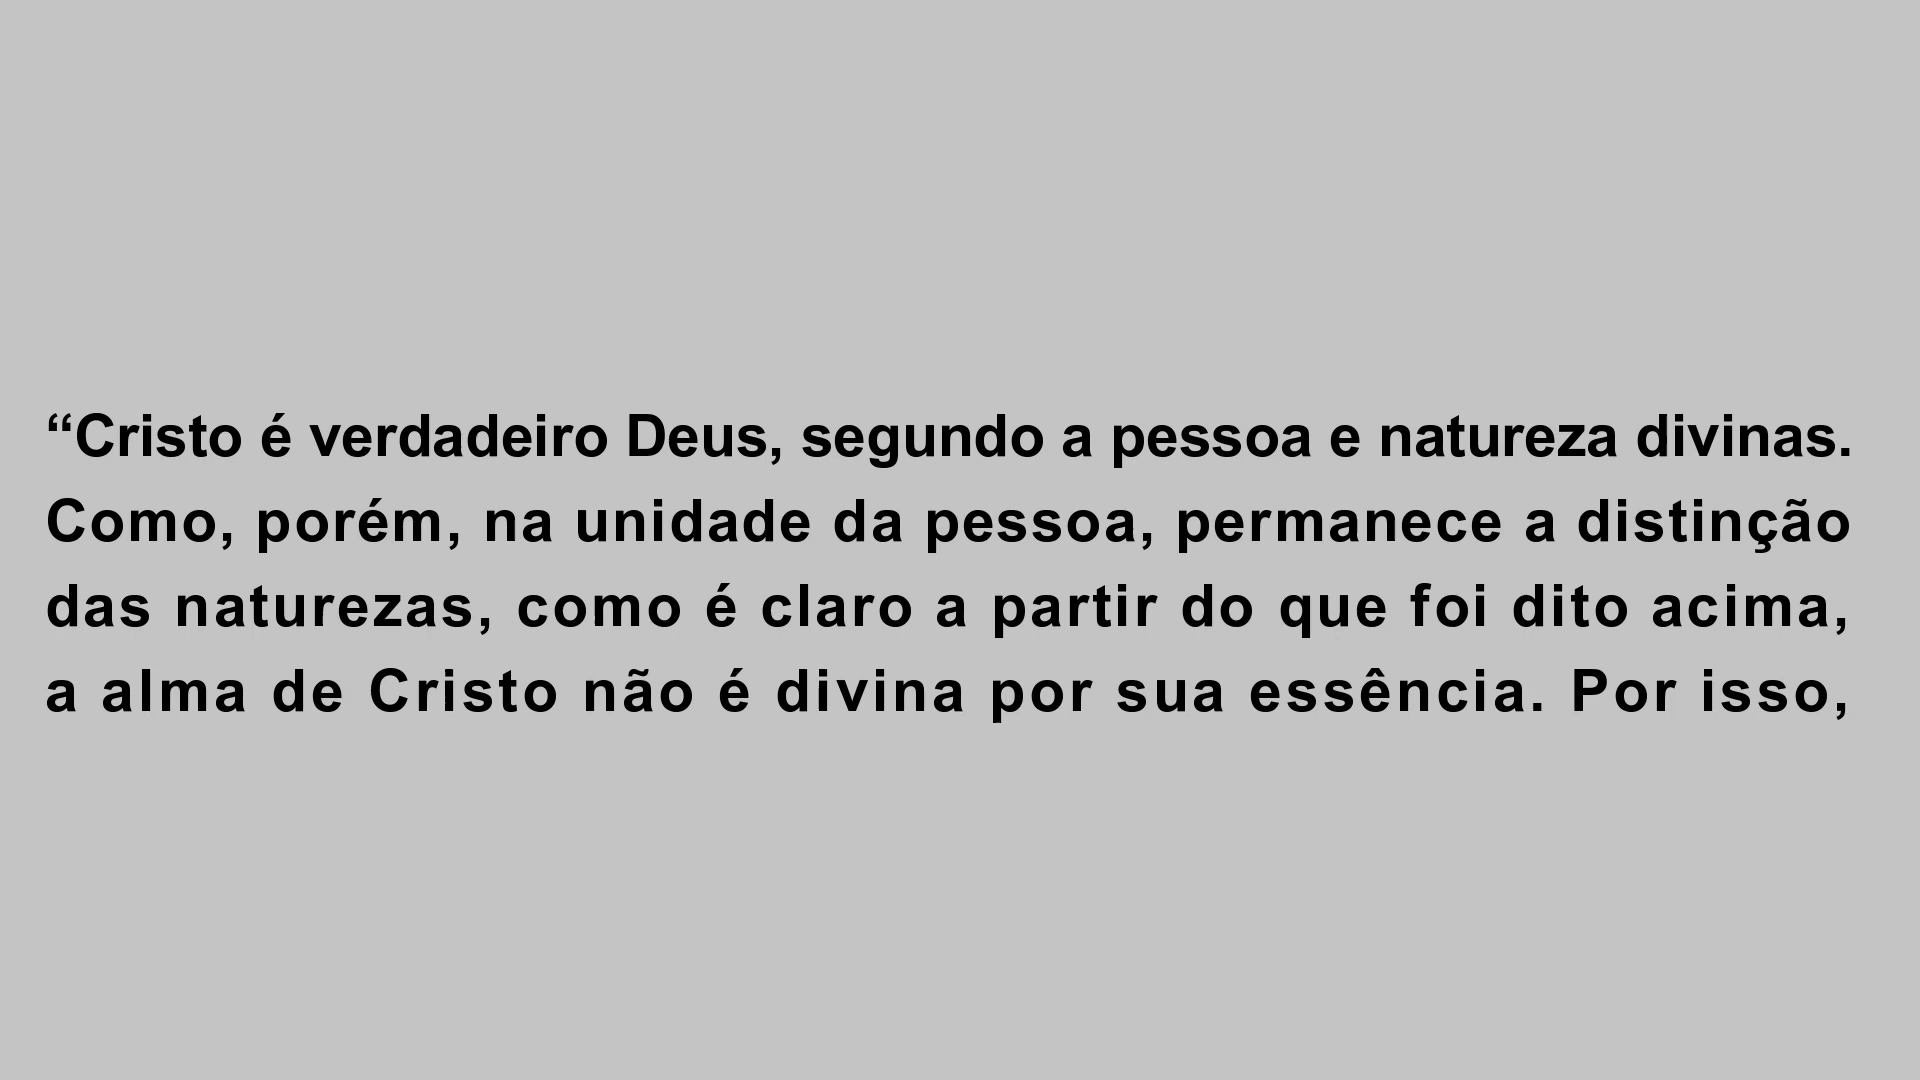 “Cristo é verdadeiro Deus, segundo a pessoa e natureza divinas.
Como, porém, na unidade da pessoa, permanece a distinção
das naturezas, como é claro a partir do que foi dito acima,
a alma de Cristo não é divina por sua essência. Por isso,